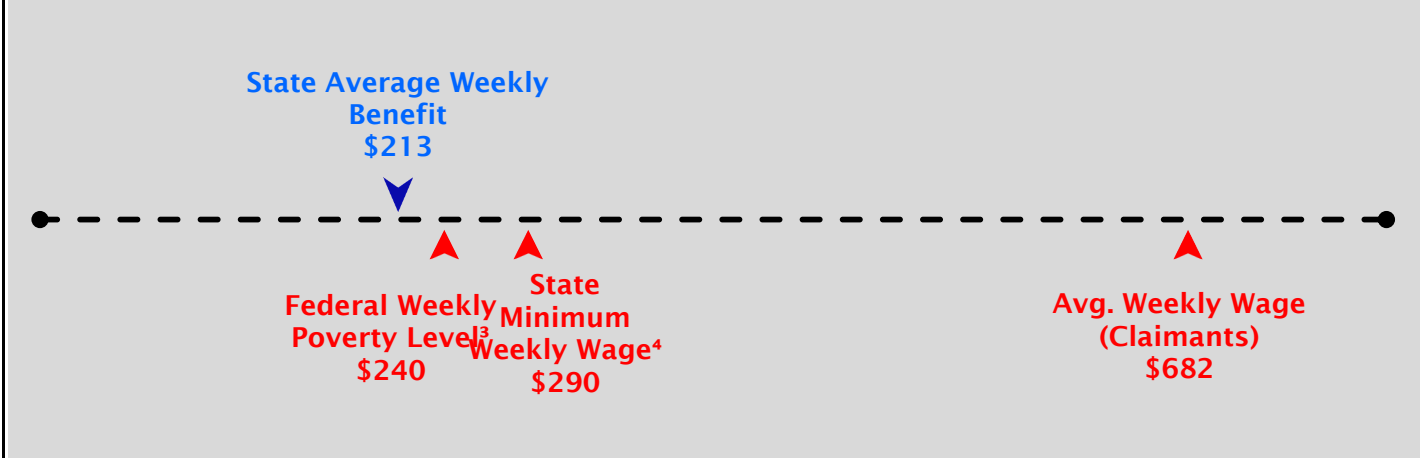 State Average Weekly
Benefit
$213
Federal Weekly
Poverty Level³
$240
State
Minimum
Weekly Wage⁴
$290
Avg. Weekly Wage
(Claimants)
$682